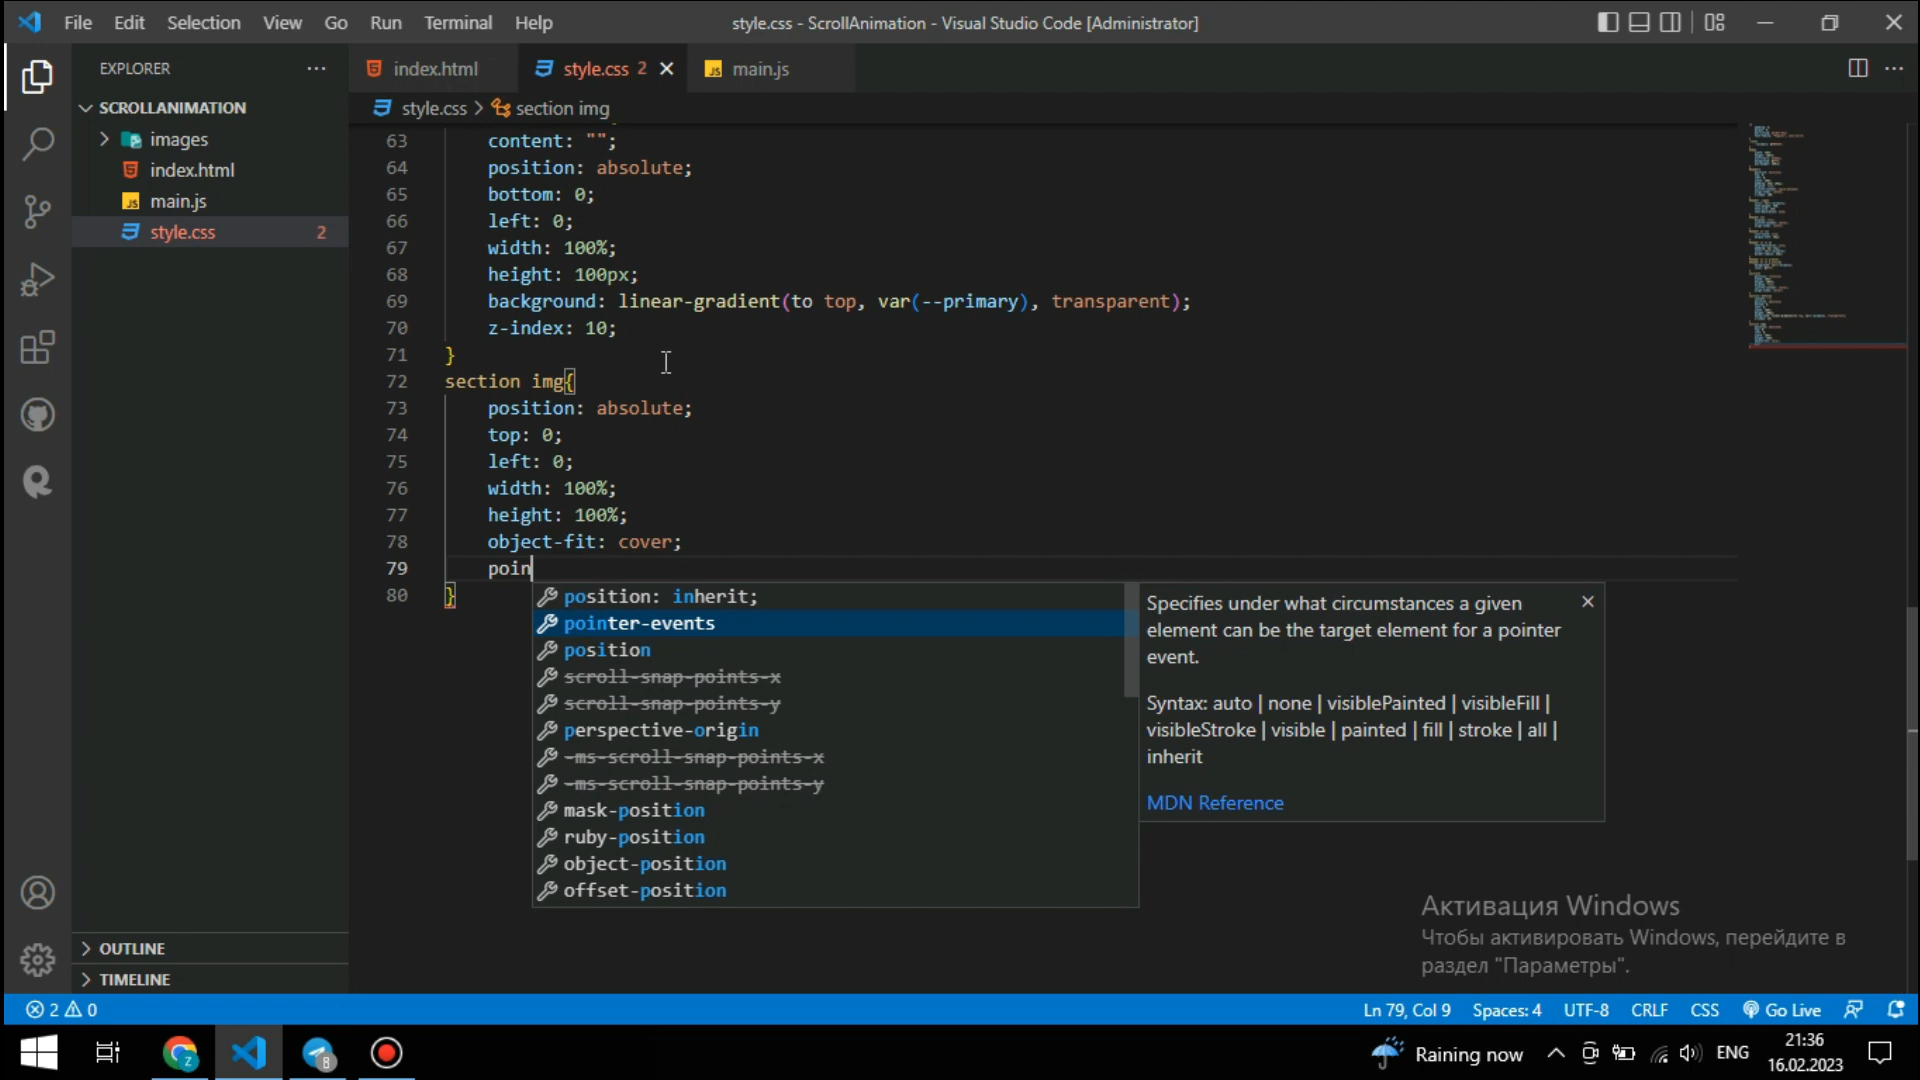 File Edit Selection View Go Run Terminal Help
style.css - ScrollAnimation - Visual Studio Code [Administrator]
EXPLORER
SCROLLANIMATION
images
index.html
main.js
style.css 2
OUTLINE
TIMELINE
index.html style.css 2 main.js
style.css > section img
63 content: "";
64 position: absolute;
65 bottom: 0;
66 left: 0;
67 width: 100%;
68 height: 100px;
69 background: linear-gradient(to top, var(--primary), transparent);
70 z-index: 10;
71 }
72 section img{
73 position: absolute;
74 top: 0;
75 left: 0;
76 width: 100%;
77 height: 100%;
78 object-fit: cover;
79 poin
80 }
position: inherit;
pointer-events
position
scroll-snap-points-x
scroll-snap-points-y
perspective-origin
-ms-scroll-snap-points-x
-ms-scroll-snap-points-y
mask-position
ruby-position
object-position
offset-position
Specifies under what circumstances a given
element can be the target element for a pointer
event.
Syntax: auto | none | visiblePainted | visibleFill |
visibleStroke | visible | painted | fill | stroke | all |
inherit
MDN Reference
Активация Windows
Чтобы активировать Windows, перейдите в
раздел "Параметры".
2 0
Ln 79, Col 9 Spaces: 4 UTF-8 CRLF CSS Go Live
Z
8
Raining now
ENG
21:36
16.02.2023